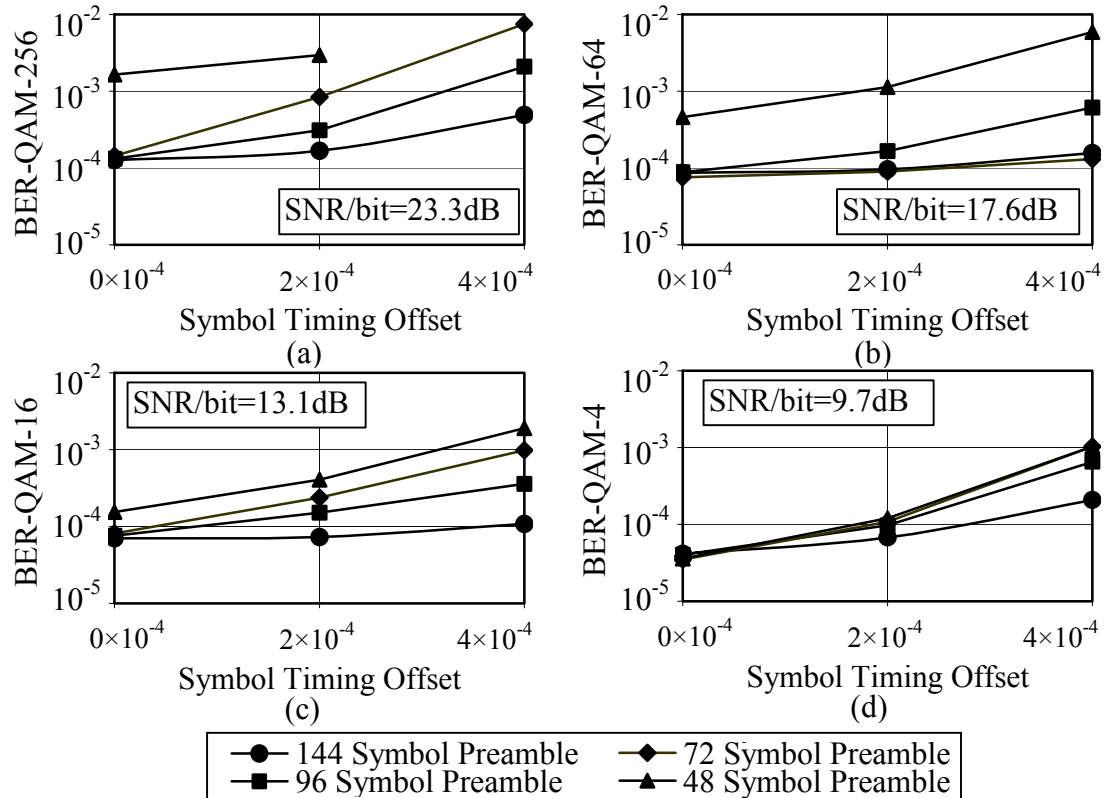 BER-QAM-256
10⁻²
10⁻³
10⁻⁴
10⁻⁵
SNR/bit=23.3dB
0×10⁻⁴ 2×10⁻⁴ 4×10⁻⁴
Symbol Timing Offset
(a)
BER-QAM-64
10⁻²
10⁻³
10⁻⁴
10⁻⁵
SNR/bit=17.6dB
0×10⁻⁴ 2×10⁻⁴ 4×10⁻⁴
Symbol Timing Offset
(b)
BER-QAM-16
10⁻²
10⁻³
10⁻⁴
10⁻⁵
SNR/bit=13.1dB
0×10⁻⁴ 2×10⁻⁴ 4×10⁻⁴
Symbol Timing Offset
(c)
BER-QAM-4
10⁻²
10⁻³
10⁻⁴
10⁻⁵
SNR/bit=9.7dB
0×10⁻⁴ 2×10⁻⁴ 4×10⁻⁴
Symbol Timing Offset
(d)
144 Symbol Preamble
72 Symbol Preamble
96 Symbol Preamble
48 Symbol Preamble